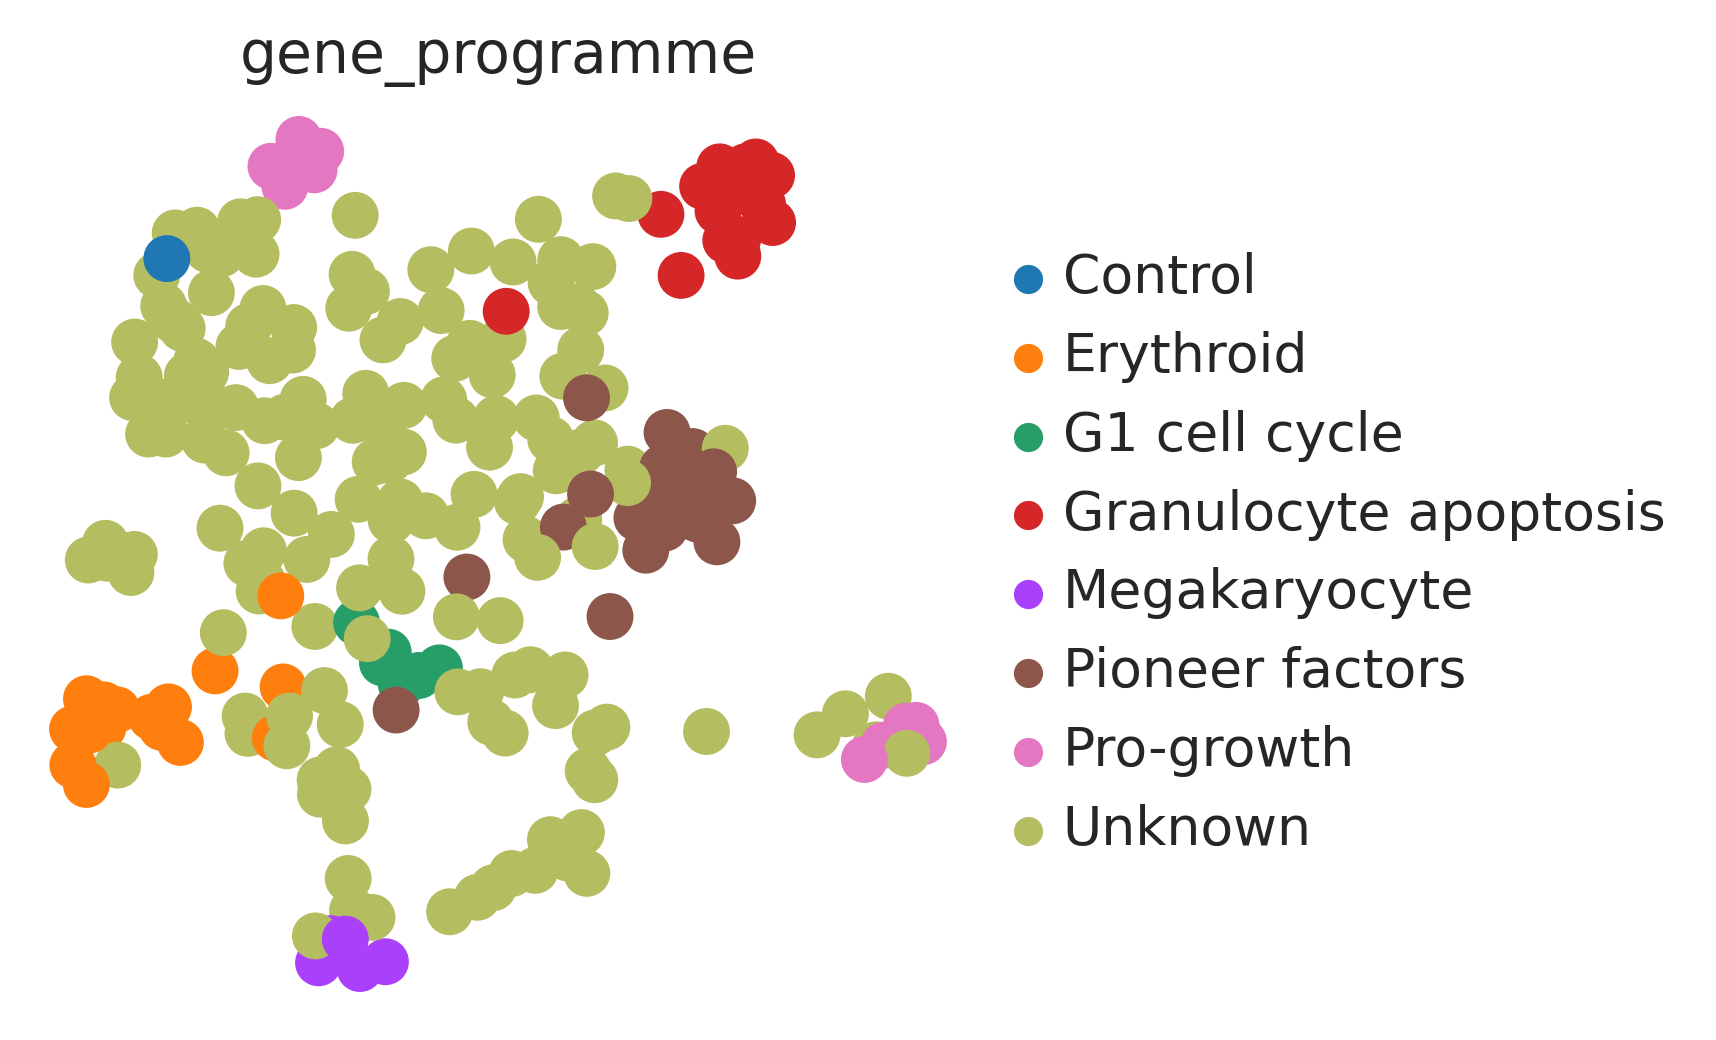 gene_programme
Control
Erythroid
G1 cell cycle
Granulocyte apoptosis
Megakaryocyte
Pioneer factors
Pro-growth
Unknown